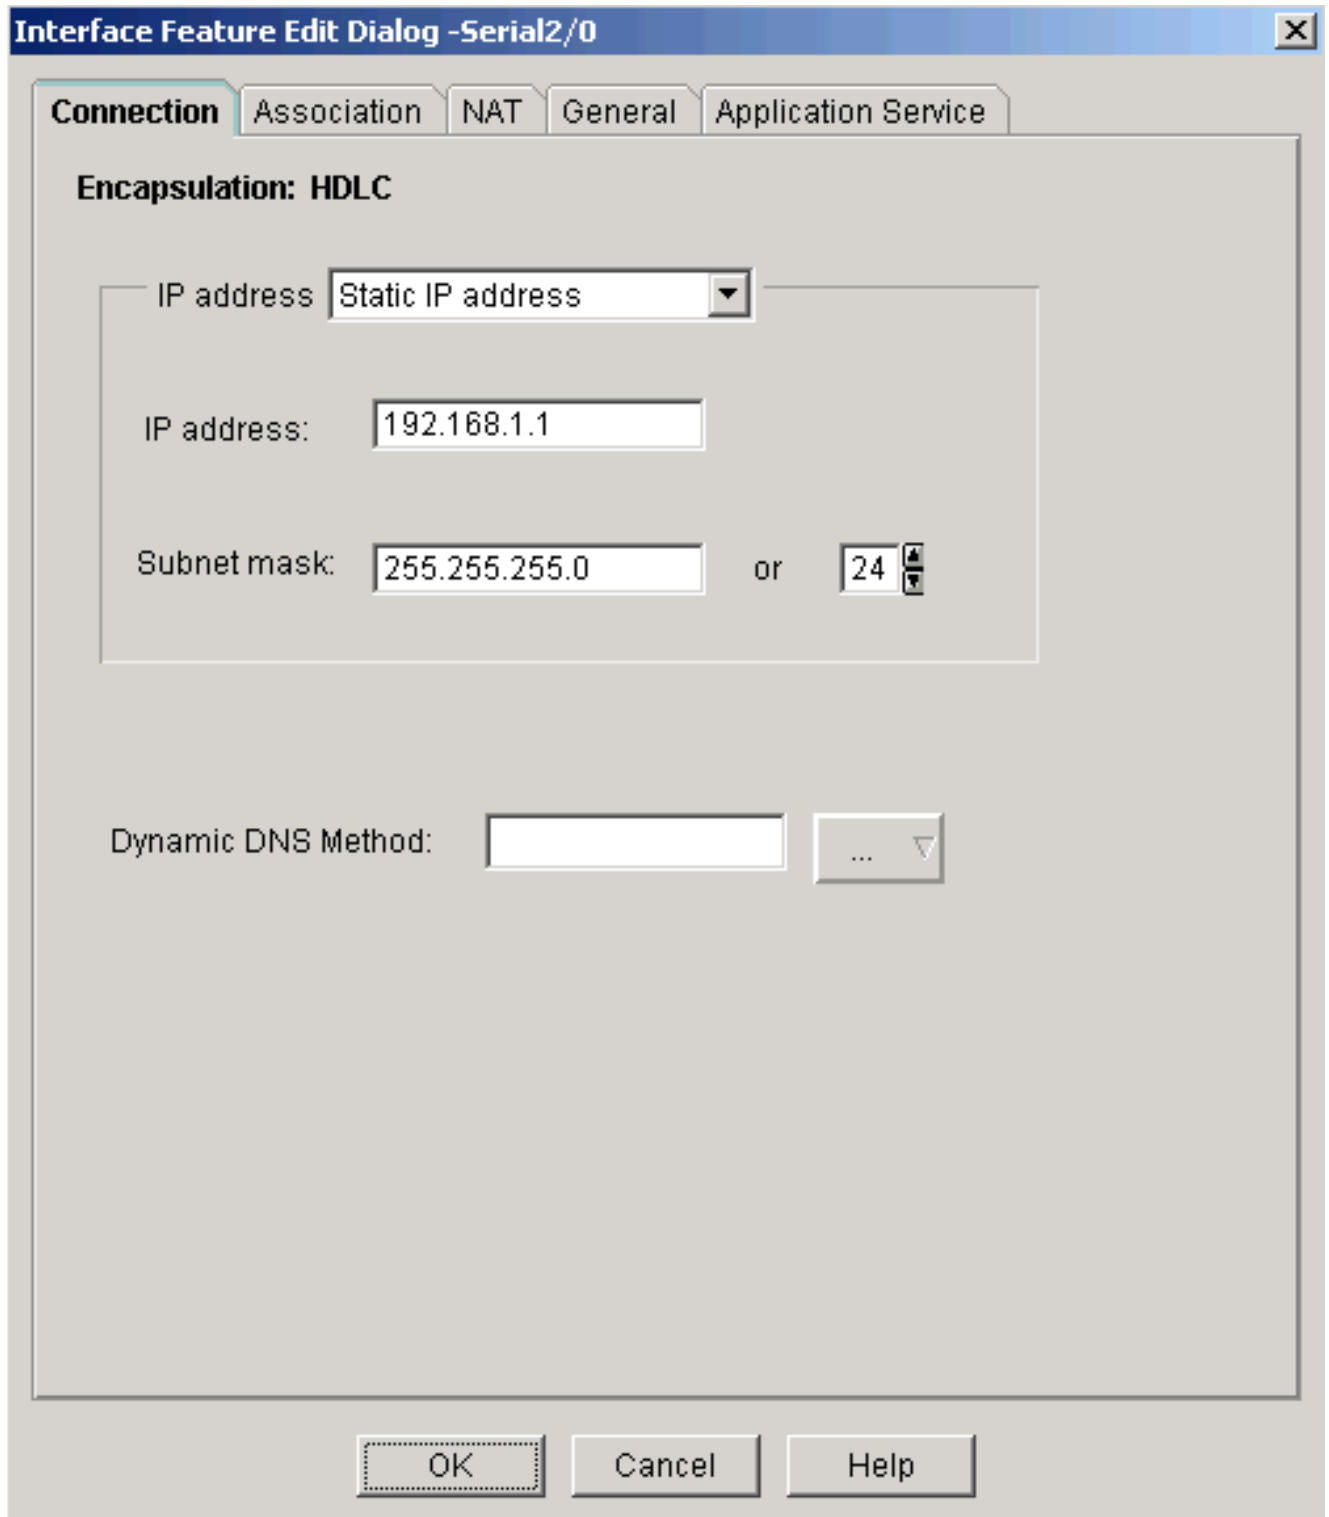 Interface Feature Edit Dialog -Serial2/0
Connection Association NAT General Application Service
Encapsulation: HDLC
IP address Static IP address
IP address: 192.168.1.1
Subnet mask: 255.255.255.0 or 24
Dynamic DNS Method: ...
OK Cancel Help